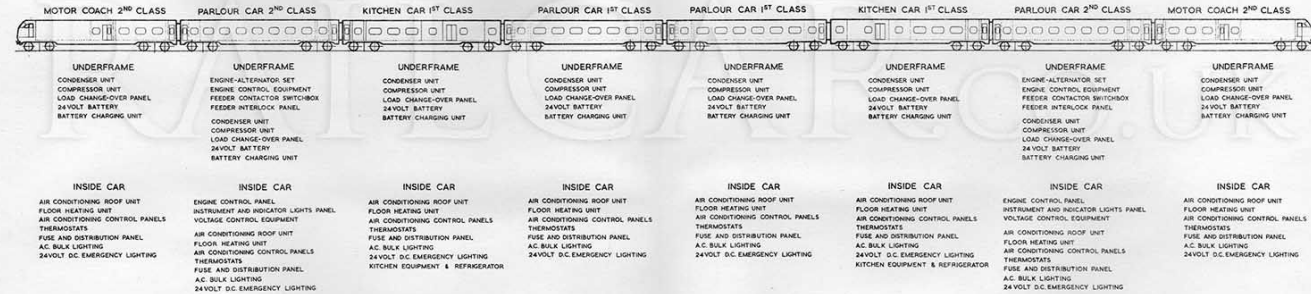 MOTOR COACH 2ND CLASS
PARLOUR CAR 2ND CLASS
KITCHEN CAR 1ST CLASS
PARLOUR CAR 1ST CLASS
PARLOUR CAR 1ST CLASS
KITCHEN CAR 1ST CLASS
PARLOUR CAR 2ND CLASS
MOTOR COACH 2ND CLASS
RAILCAR.CO.UK
UNDERFRAME
CONDENSER UNIT
COMPRESSOR UNIT
LOAD CHANGE-OVER PANEL
24 VOLT BATTERY
BATTERY CHARGING UNIT
UNDERFRAME
ENGINE-ALTERNATOR SET
ENGINE CONTROL EQUIPMENT
FEEDER CONTACTOR SWITCHBOX
FEEDER INTERLOCK PANEL
CONDENSER UNIT
COMPRESSOR UNIT
LOAD CHANGE-OVER PANEL
24 VOLT BATTERY
BATTERY CHARGING UNIT
UNDERFRAME
CONDENSER UNIT
COMPRESSOR UNIT
LOAD CHANGE-OVER PANEL
24 VOLT BATTERY
BATTERY CHARGING UNIT
UNDERFRAME
CONDENSER UNIT
COMPRESSOR UNIT
LOAD CHANGE-OVER PANEL
24 VOLT BATTERY
BATTERY CHARGING UNIT
UNDERFRAME
CONDENSER UNIT
COMPRESSOR UNIT
LOAD CHANGE-OVER PANEL
24 VOLT BATTERY
BATTERY CHARGING UNIT
UNDERFRAME
CONDENSER UNIT
COMPRESSOR UNIT
LOAD CHANGE-OVER PANEL
24 VOLT BATTERY
BATTERY CHARGING UNIT
UNDERFRAME
ENGINE-ALTERNATOR SET
ENGINE CONTROL EQUIPMENT
FEEDER CONTACTOR SWITCHBOX
FEEDER INTERLOCK PANEL
CONDENSER UNIT
COMPRESSOR UNIT
LOAD CHANGE-OVER PANEL
24 VOLT BATTERY
BATTERY CHARGING UNIT
UNDERFRAME
CONDENSER UNIT
COMPRESSOR UNIT
LOAD CHANGE-OVER PANEL
24 VOLT BATTERY
BATTERY CHARGING UNIT
INSIDE CAR
AIR CONDITIONING ROOF UNIT
FLOOR HEATING UNIT
AIR CONDITIONING CONTROL PANELS
THERMOSTATS
FUSE AND DISTRIBUTION PANEL
A.C. BULK LIGHTING
24 VOLT D.C. EMERGENCY LIGHTING
INSIDE CAR
ENGINE CONTROL PANEL
INSTRUMENT AND INDICATOR LIGHTS PANEL
VOLTAGE CONTROL EQUIPMENT
AIR CONDITIONING ROOF UNIT
FLOOR HEATING UNIT
AIR CONDITIONING CONTROL PANELS
THERMOSTATS
FUSE AND DISTRIBUTION PANEL
A.C. BULK LIGHTING
24 VOLT D.C. EMERGENCY LIGHTING
INSIDE CAR
AIR CONDITIONING ROOF UNIT
FLOOR HEATING UNIT
AIR CONDITIONING CONTROL PANELS
THERMOSTATS
FUSE AND DISTRIBUTION PANEL
A.C. BULK LIGHTING
24 VOLT D.C. EMERGENCY LIGHTING
KITCHEN EQUIPMENT & REFRIGERATOR
INSIDE CAR
AIR CONDITIONING ROOF UNIT
FLOOR HEATING UNIT
AIR CONDITIONING CONTROL PANELS
THERMOSTATS
FUSE AND DISTRIBUTION PANEL
A.C. BULK LIGHTING
24 VOLT D.C. EMERGENCY LIGHTING
INSIDE CAR
AIR CONDITIONING ROOF UNIT
FLOOR HEATING UNIT
AIR CONDITIONING CONTROL PANELS
THERMOSTATS
FUSE AND DISTRIBUTION PANEL
A.C. BULK LIGHTING
24 VOLT D.C. EMERGENCY LIGHTING
INSIDE CAR
AIR CONDITIONING ROOF UNIT
FLOOR HEATING UNIT
AIR CONDITIONING CONTROL PANELS
THERMOSTATS
FUSE AND DISTRIBUTION PANEL
A.C. BULK LIGHTING
24 VOLT D.C. EMERGENCY LIGHTING
KITCHEN EQUIPMENT & REFRIGERATOR
INSIDE CAR
ENGINE CONTROL PANEL
INSTRUMENT AND INDICATOR LIGHTS PANEL
VOLTAGE CONTROL EQUIPMENT
AIR CONDITIONING ROOF UNIT
FLOOR HEATING UNIT
AIR CONDITIONING CONTROL PANELS
THERMOSTATS
FUSE AND DISTRIBUTION PANEL
A.C. BULK LIGHTING
24 VOLT D.C. EMERGENCY LIGHTING
INSIDE CAR
AIR CONDITIONING ROOF UNIT
FLOOR HEATING UNIT
AIR CONDITIONING CONTROL PANELS
THERMOSTATS
FUSE AND DISTRIBUTION PANEL
A.C. BULK LIGHTING
24 VOLT D.C. EMERGENCY LIGHTING